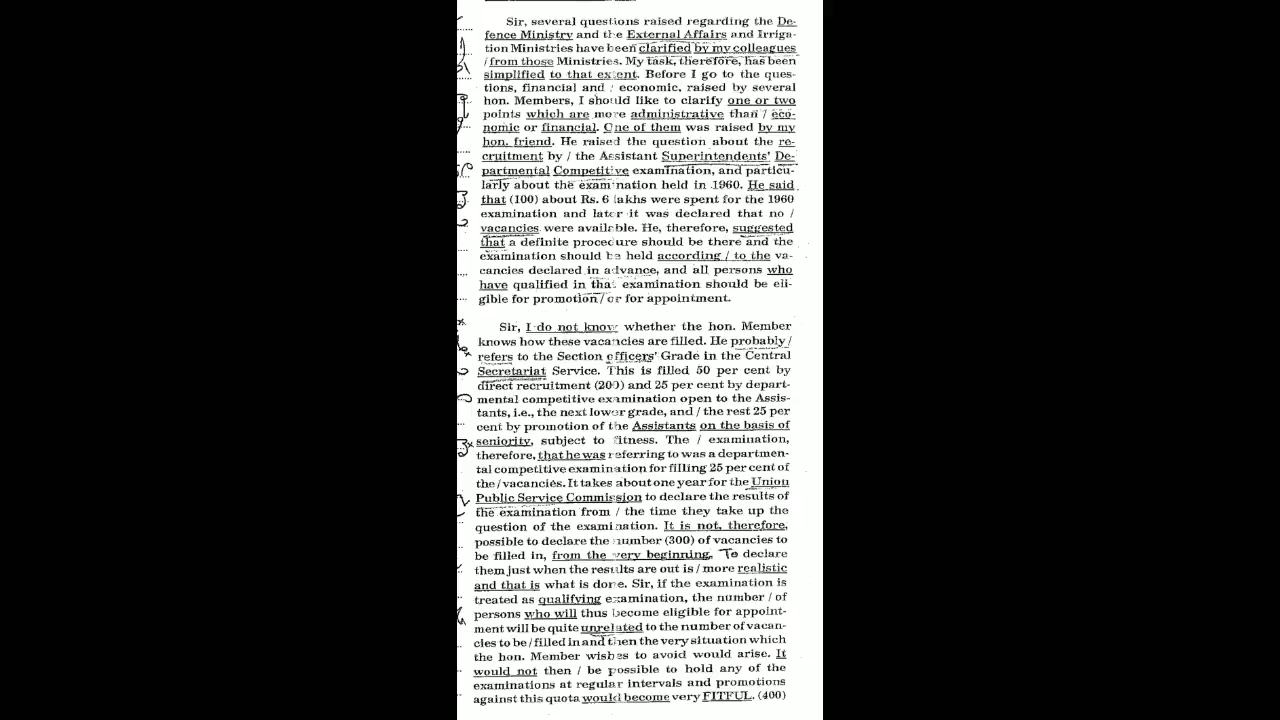 Sir, several questions raised regarding the De-
fence Ministry and the External Affairs and Irriga-
tion Ministries have been clarified by my colleagues
/ from those Ministries. My task, therefore, has been
simplified to that extent. Before I go to the ques-
tions, financial and / economic, raised by several
hon. Members, I should like to clarify one or two
points which are more administrative than / eco-
nomic or financial. One of them was raised by my
hon. friend. He raised the question about the re-
cruitment by / the Assistant Superintendents' De-
partmental Competitive examination, and particu-
larly about the examination held in 1960. He said
that (100) about Rs. 6 lakhs were spent for the 1960
examination and later it was declared that no /
vacancies were available. He, therefore, suggested
that a definite procedure should be there and the
examination should be held according / to the va-
cancies declared in advance, and all persons who
have qualified in that examination should be eli-
gible for promotion / or for appointment.
Sir, I do not know whether the hon. Member
knows how these vacancies are filled. He probably /
refers to the Section officers' Grade in the Central
Secretariat Service. This is filled 50 per cent by
direct recruitment (200) and 25 per cent by depart-
mental competitive examination open to the Assis-
tants, i.e., the next lower grade, and / the rest 25 per
cent by promotion of the Assistants on the basis of
seniority, subject to fitness. The / examination,
therefore, that he was referring to was a departmen-
tal competitive examination for filling 25 per cent of
the / vacancies. It takes about one year for the Union
Public Service Commission to declare the results of
the examination from / the time they take up the
question of the examination. It is not, therefore,
possible to declare the number (300) of vacancies to
be filled in, from the very beginning. To declare
them just when the results are out is / more realistic
and that is what is done. Sir, if the examination is
treated as qualifying examination, the number / of
persons who will thus become eligible for appoint-
ment will be quite unrelated to the number of vacan-
cies to be / filled in and then the very situation which
the hon. Member wishes to avoid would arise. It
would not then / be possible to hold any of the
examinations at regular intervals and promotions
against this quota would become very FITFUL. (400)